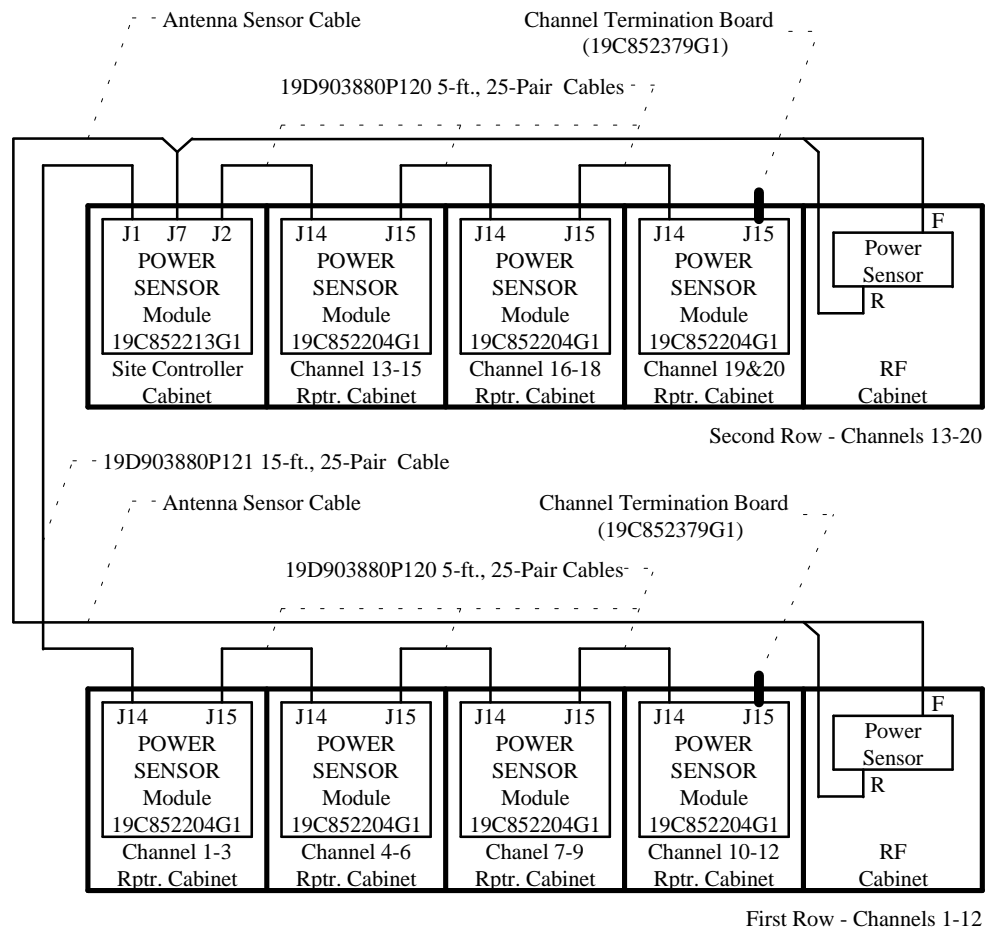 Antenna Sensor Cable
Channel Termination Board
(19C852379G1)
19D903880P120 5-ft., 25-Pair Cables
J1 J7 J2
POWER
SENSOR
Module
19C852213G1
Site Controller
Cabinet
J14 J15
POWER
SENSOR
Module
19C852204G1
Channel 13-15
Rptr. Cabinet
J14 J15
POWER
SENSOR
Module
19C852204G1
Channel 16-18
Rptr. Cabinet
J14 J15
POWER
SENSOR
Module
19C852204G1
Channel 19&20
Rptr. Cabinet
F
Power
Sensor
R
RF
Cabinet
Second Row - Channels 13-20
19D903880P121 15-ft., 25-Pair Cable
Antenna Sensor Cable
Channel Termination Board
(19C852379G1)
19D903880P120 5-ft., 25-Pair Cables
J14 J15
POWER
SENSOR
Module
19C852204G1
Channel 1-3
Rptr. Cabinet
J14 J15
POWER
SENSOR
Module
19C852204G1
Channel 4-6
Rptr. Cabinet
J14 J15
POWER
SENSOR
Module
19C852204G1
Chanel 7-9
Rptr. Cabinet
J14 J15
POWER
SENSOR
Module
19C852204G1
Channel 10-12
Rptr. Cabinet
F
Power
Sensor
R
RF
Cabinet
First Row - Channels 1-12